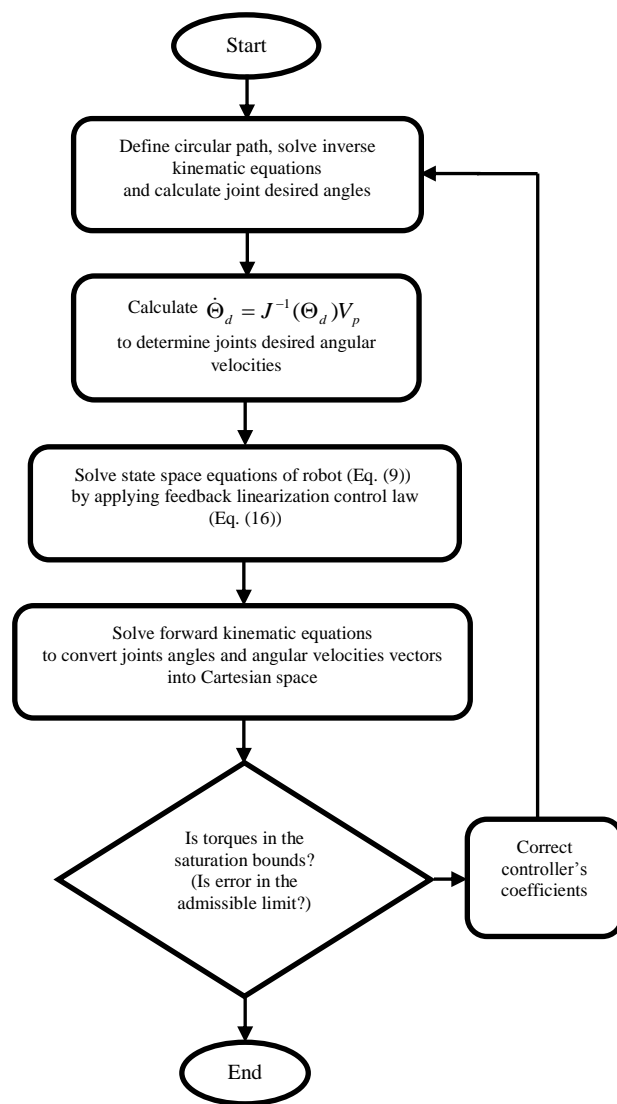 Start
Define circular path, solve inverse
kinematic equations
and calculate joint desired angles
Calculate Θ̇_d = J⁻¹(Θ_d)V_p
to determine joints desired angular
velocities
Solve state space equations of robot (Eq. (9))
by applying feedback linearization control law
(Eq. (16))
Solve forward kinematic equations
to convert joints angles and angular velocities vectors
into Cartesian space
Is torques in the
saturation bounds?
(Is error in the
admissible limit?)
Correct
controller's
coefficients
End